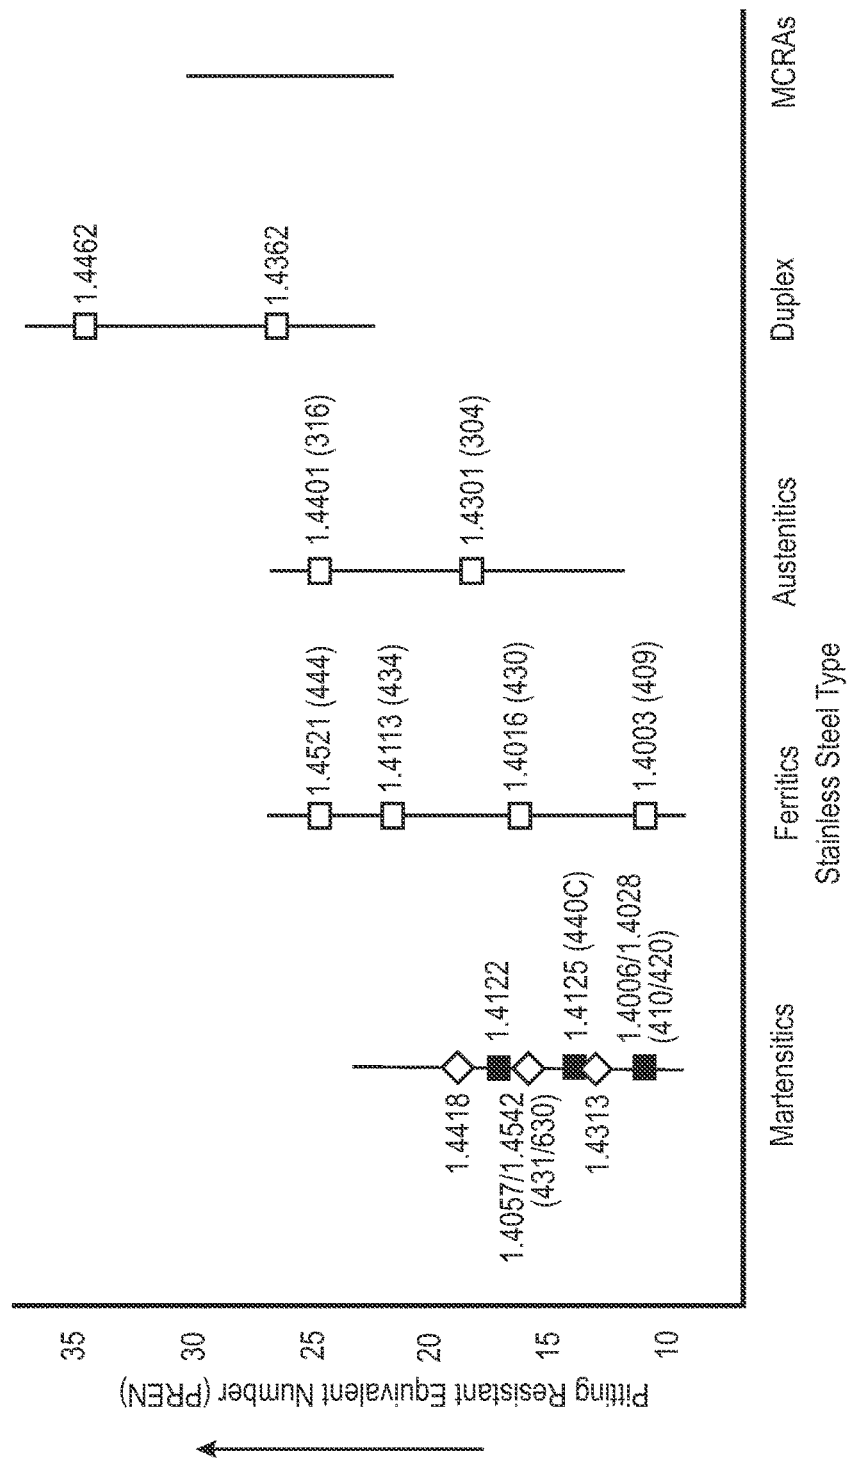 Pitting Resistant Equivalent Number (PREN)
35
30
25
20
15
10
1.4418
1.4057/1.4542
(431/630)
1.4313
1.4122
1.4125 (440C)
1.4006/1.4028
(410/420)
1.4521 (444)
1.4113 (434)
1.4016 (430)
1.4003 (409)
1.4401 (316)
1.4301 (304)
1.4462
1.4362
Martensitics
Ferritics
Austenitics
Duplex
MCRAs
Stainless Steel Type